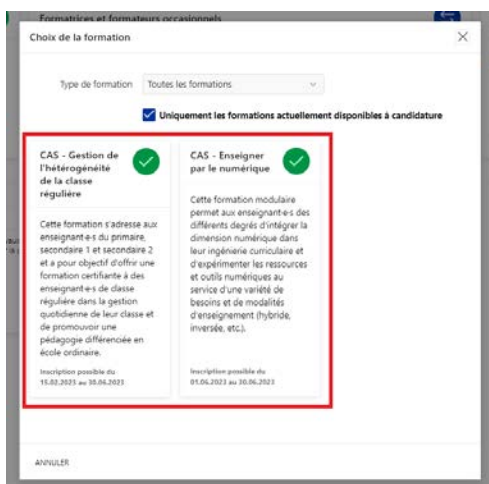 Formatrices et formateurs occasionnels
Choix de la formation
Type de formation
Toutes les formations
Uniquement les formations actuellement disponibles à candidature
CAS - Gestion de
l'hétérogénéité
de la classe
régulière
Cette formation s'adresse aux
enseignant·e·s du primaire,
secondaire 1 et secondaire 2
et a pour objectif d'offrir une
formation certifiante à des
enseignant·e·s de classe
régulière dans la gestion
quotidienne de leur classe et
de promouvoir une
pédagogie différenciée en
école ordinaire.
Inscription possible du
15.02.2023 au 30.06.2023
CAS - Enseigner
par le numérique
Cette formation modulaire
permet aux enseignant·e·s des
différents degrés d'intégrer la
dimension numérique dans
leur ingénierie curriculaire et
d'expérimenter les ressources
et outils numériques au
service d'une variété de
besoins et de modalités
d'enseignement (hybride,
inversée, etc.).
Inscription possible du
01.06.2023 au 30.06.2023
ANNULER